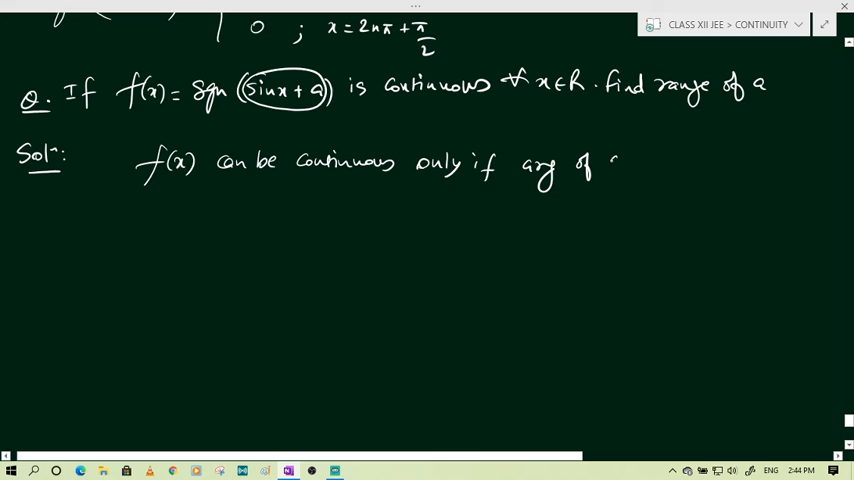 CLASS XII JEE > CONTINUITY
0 ; x = 2nπ + π/2
Q. If f(x) = sgn (sinx + a) is continuous ∀ x∈R. find range of a
Solⁿ: f(x) can be continuous only if arg of
ENG 2:44 PM